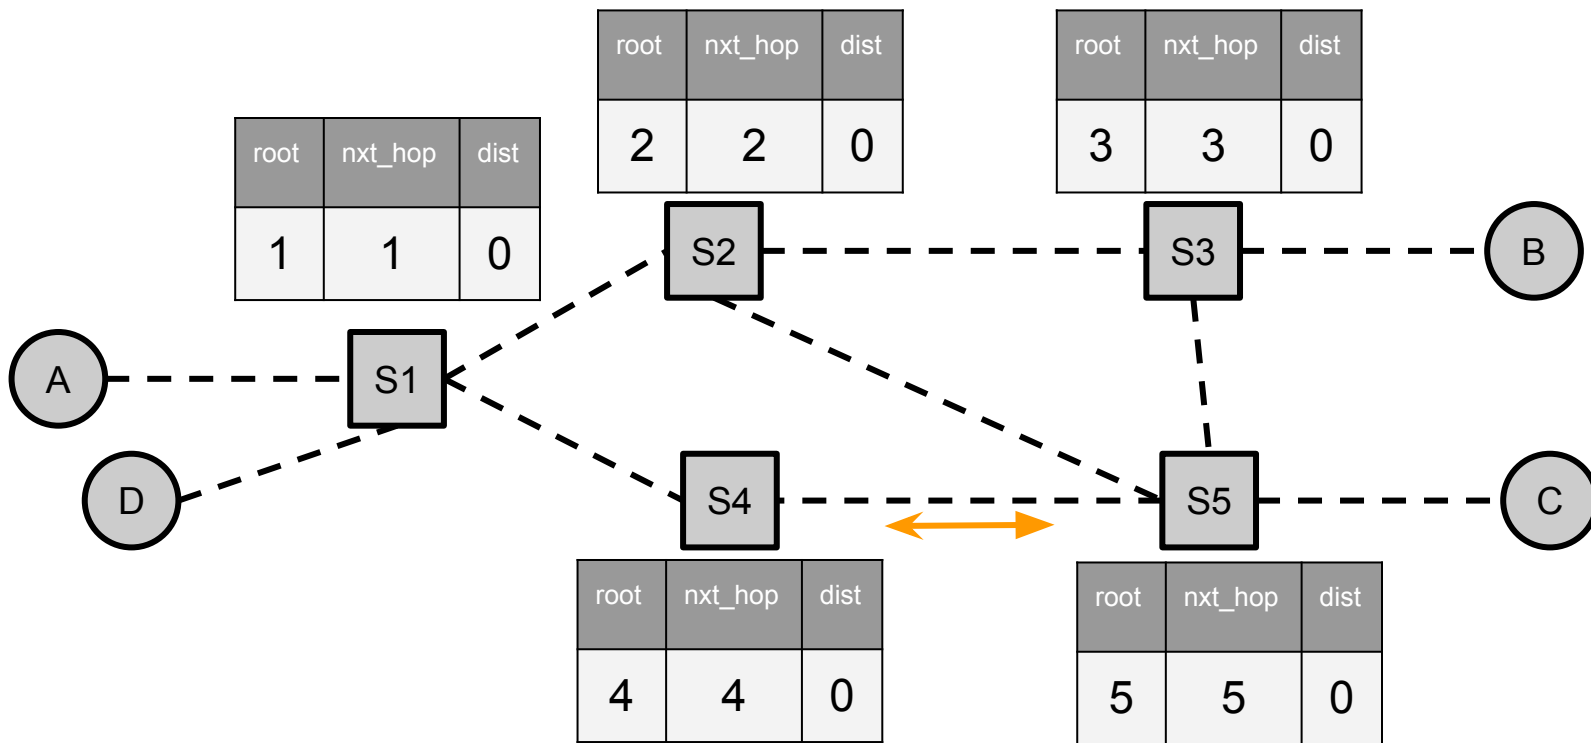 root nxt_hop dist
2 2 0
root nxt_hop dist
3 3 0
root nxt_hop dist
1 1 0
S2
S3
B
A
S1
D
S4
S5
C
root nxt_hop dist
4 4 0
root nxt_hop dist
5 5 0